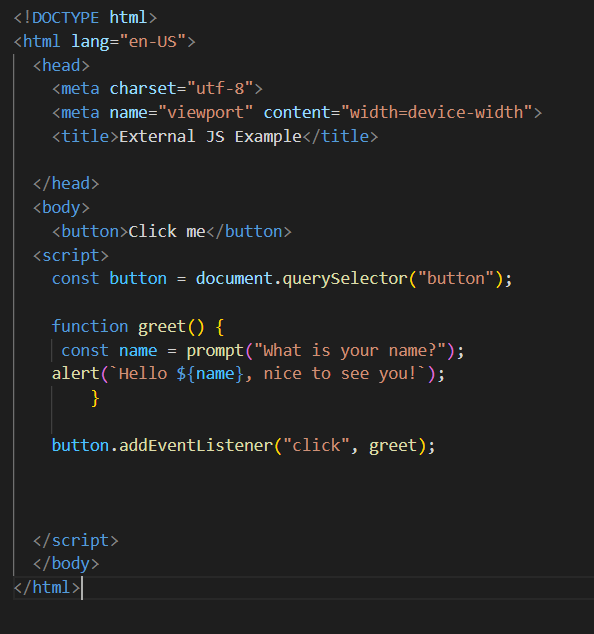 <!DOCTYPE html>
<html lang="en-US">
<head>
<meta charset="utf-8">
<meta name="viewport" content="width=device-width">
<title>External JS Example</title>
</head>
<body>
<button>Click me</button>
<script>
const button = document.querySelector("button");
function greet() {
const name = prompt("What is your name?");
alert(`Hello ${name}, nice to see you!`);
}
button.addEventListener("click", greet);
</script>
</body>
</html>